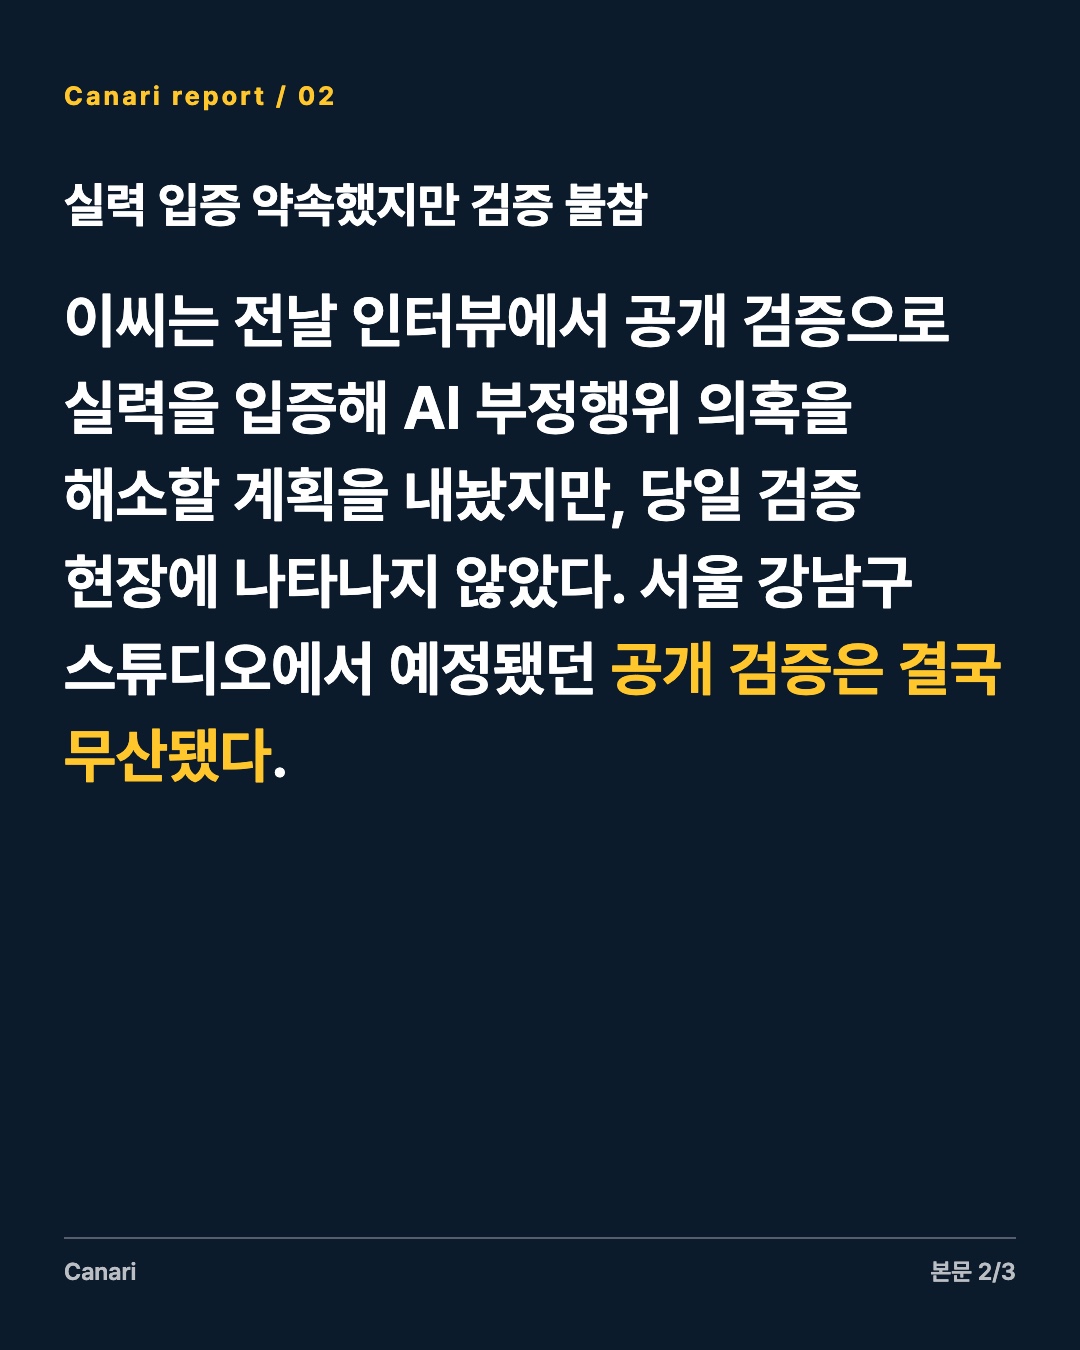 Canari report / 02
실력 입증 약속했지만 검증 불참
이씨는 전날 인터뷰에서 공개 검증으로
실력을 입증해 AI 부정행위 의혹을
해소할 계획을 내놨지만, 당일 검증
현장에 나타나지 않았다. 서울 강남구
스튜디오에서 예정됐던 공개 검증은 결국
무산됐다.
Canari
본문 2/3